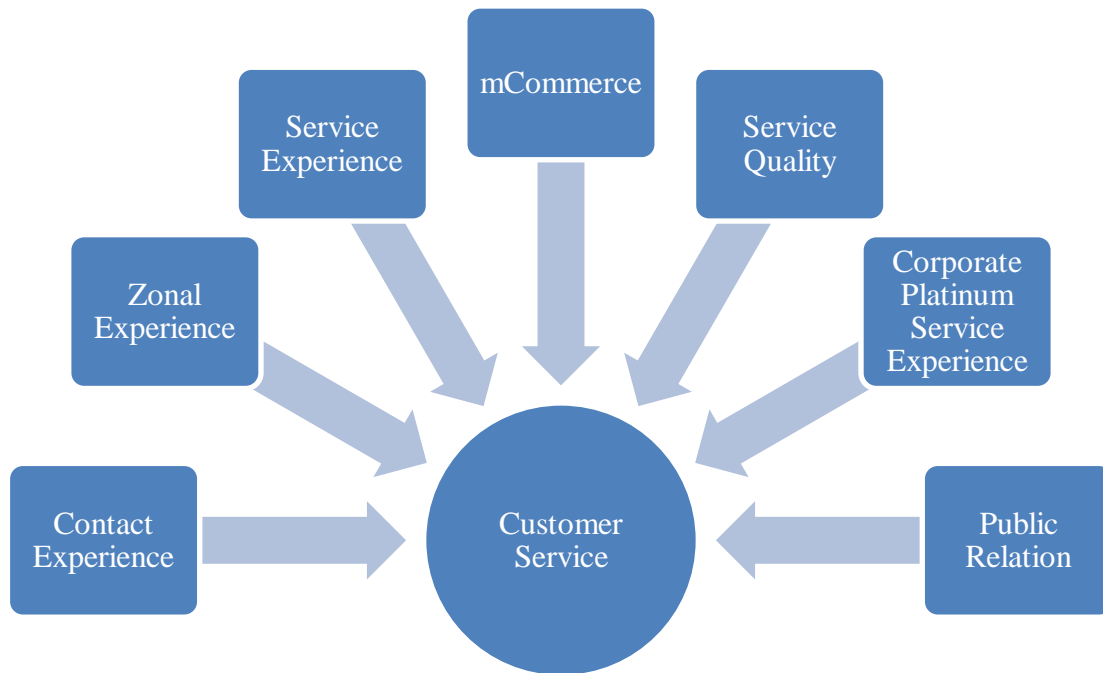 mCommerce
Service
Experience
Service
Quality
Zonal
Experience
Corporate
Platinum
Service
Experience
Contact
Experience
Customer
Service
Public
Relation